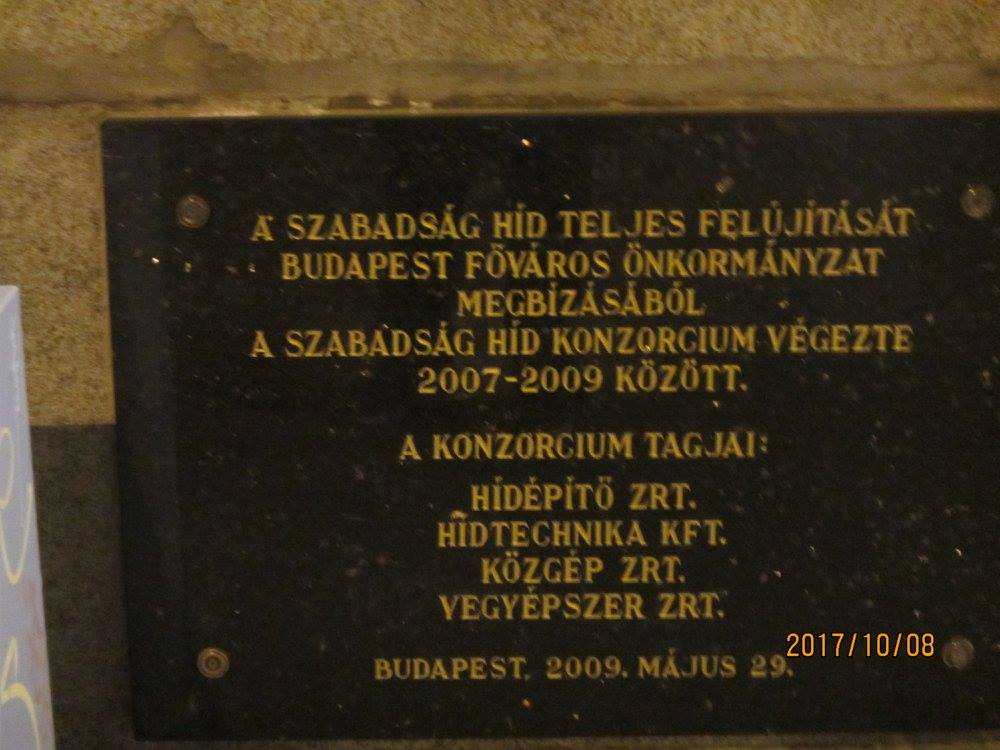 A SZABADSÁG HÍD TELJES FELÚJÍTÁSÁT
BUDAPEST FŐVÁROS ÖNKORMÁNYZAT
MEGBÍZÁSÁBÓL
A SZABADSÁG HÍD KONZORCIUM VÉGEZTE
2007-2009 KÖZÖTT.
A KONZORCIUM TAGJAI:
HÍDÉPÍTŐ ZRT.
HÍDTECHNIKA KFT.
KÖZGÉP ZRT.
VEGYÉPSZER ZRT.
BUDAPEST, 2009. MÁJUS 29.
2017/10/08